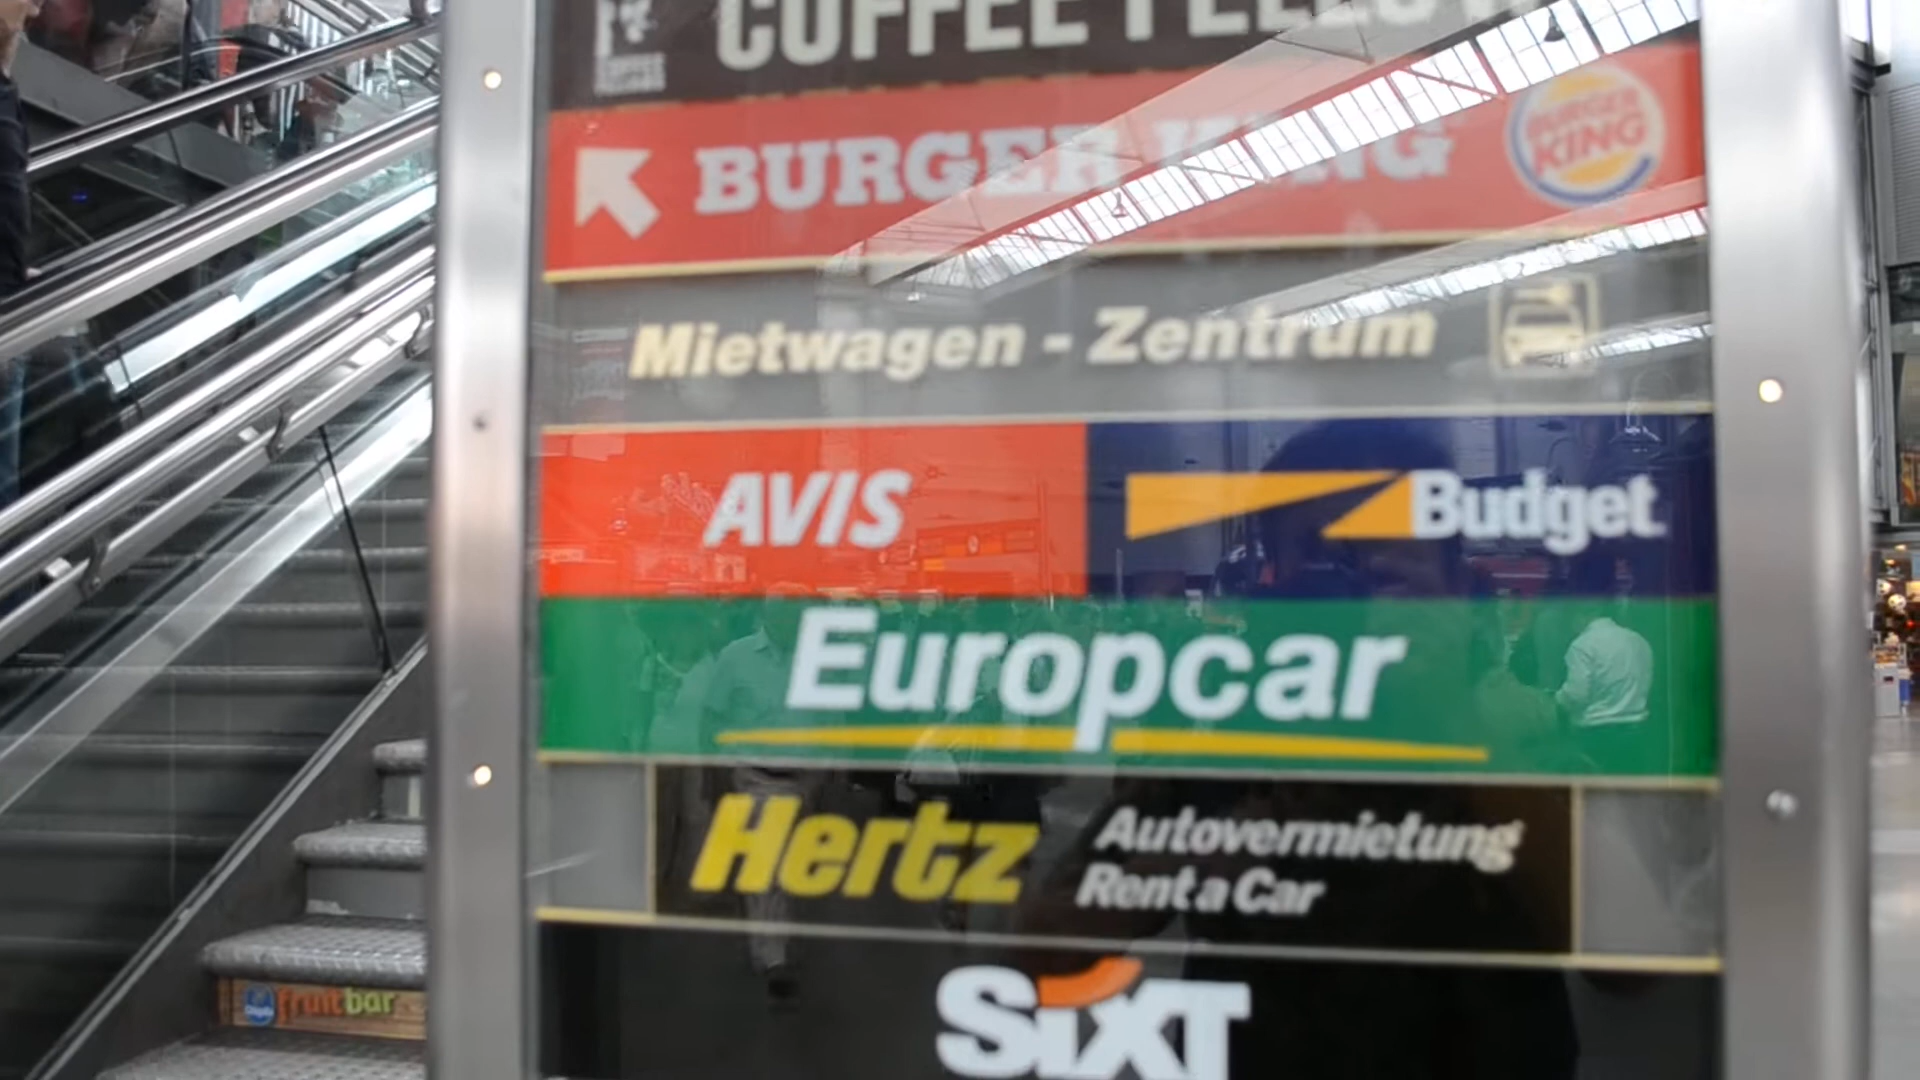 COFFEE FELLOWS
BURGER KING
BURGER
KING
Mietwagen - Zentrum
AVIS
Budget
Europcar
Hertz
Autovermietung
Rent a Car
SIXT
fruitbar